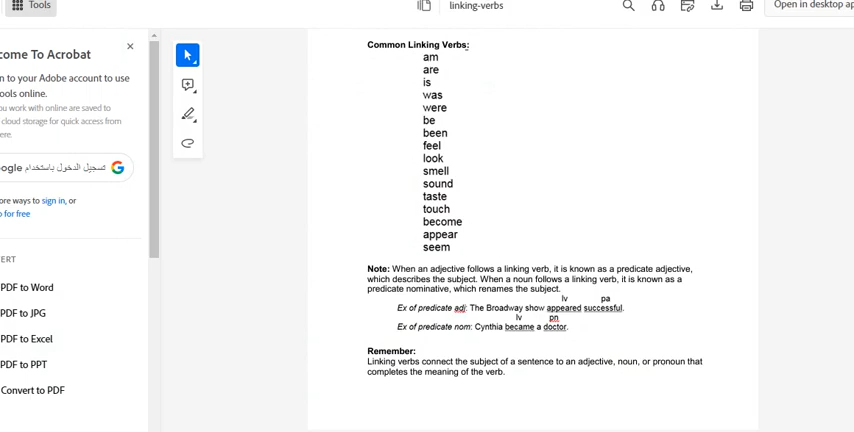 Tools
linking-verbs
Open in desktop ap
come To Acrobat
n to your Adobe account to use
ools online.
ou work with online are saved to
cloud storage for quick access from
ere.
ogle تسجيل الدخول باستخدام
ore ways to sign in, or
o for free
ERT
PDF to Word
PDF to JPG
PDF to Excel
PDF to PPT
Convert to PDF
Common Linking Verbs:
am
are
is
was
were
be
been
feel
look
smell
sound
taste
touch
become
appear
seem
Note: When an adjective follows a linking verb, it is known as a predicate adjective,
which describes the subject. When a noun follows a linking verb, it is known as a
predicate nominative, which renames the subject.
lv pa
Ex of predicate adj: The Broadway show appeared successful.
lv pn
Ex of predicate nom: Cynthia became a doctor.
Remember:
Linking verbs connect the subject of a sentence to an adjective, noun, or pronoun that
completes the meaning of the verb.